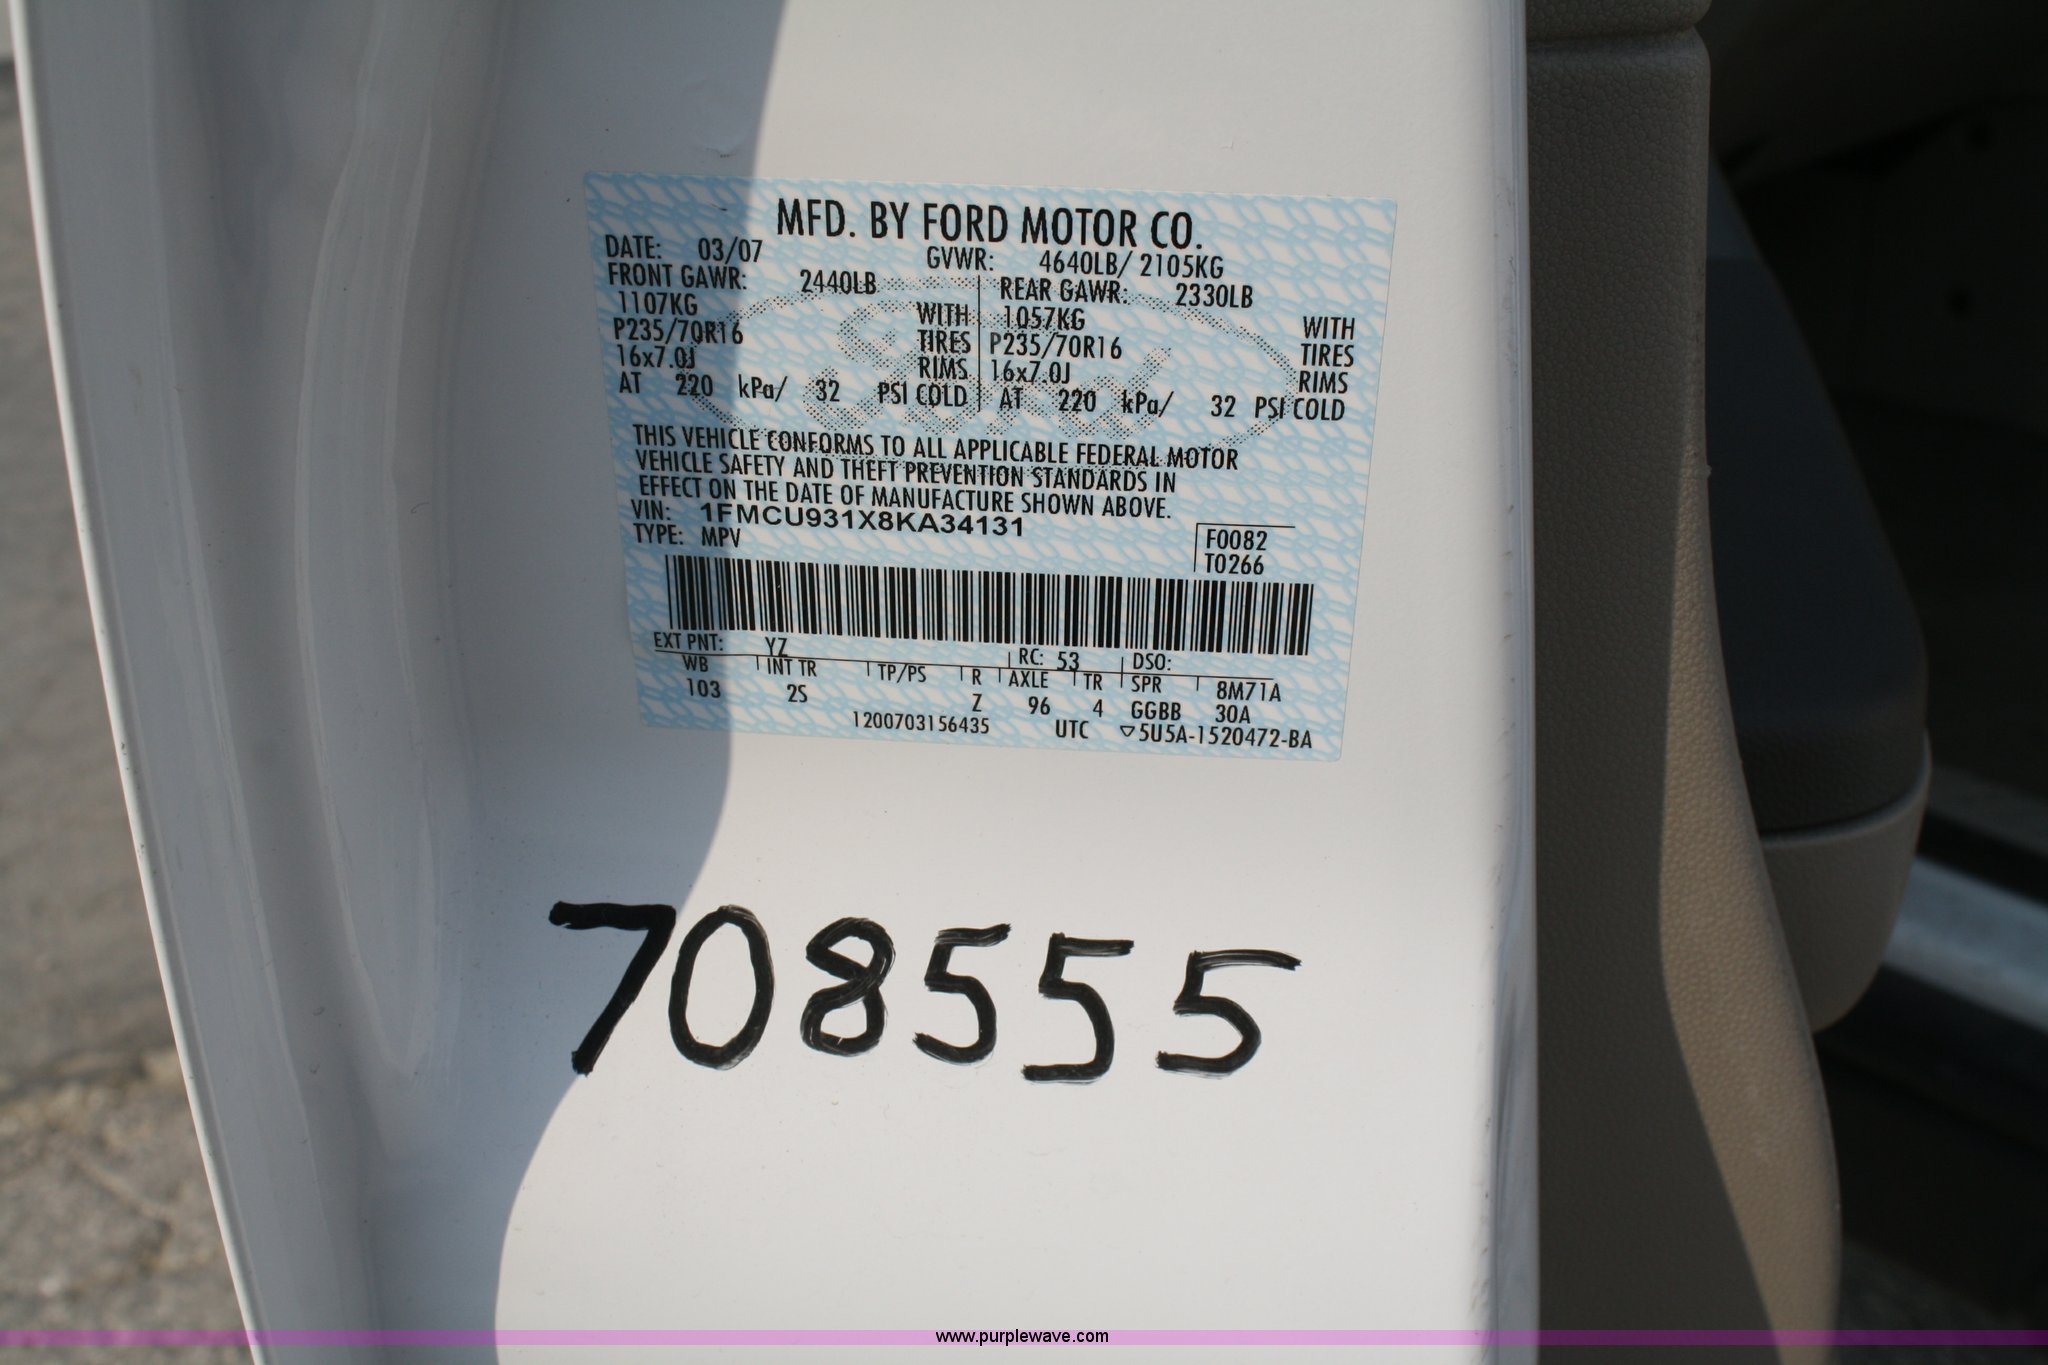 MFD. BY FORD MOTOR CO.
DATE: 03/07 GVWR: 4640LB/ 2105KG
FRONT GAWR: 2440LB REAR GAWR: 2330LB
1107KG WITH 1057KG WITH
P235/70R16 TIRES P235/70R16 TIRES
16x7.0J RIMS 16x7.0J RIMS
AT 220 kPa/ 32 PSI COLD AT 220 kPa/ 32 PSI COLD
THIS VEHICLE CONFORMS TO ALL APPLICABLE FEDERAL MOTOR
VEHICLE SAFETY AND THEFT PREVENTION STANDARDS IN
EFFECT ON THE DATE OF MANUFACTURE SHOWN ABOVE.
VIN: 1FMCU931X8KA34131
TYPE: MPV F0082
T0266
EXT PNT: YZ RC: 53 DSO:
WB INT TR TP/PS R AXLE TR SPR 8M71A
103 2S Z 96 4 GGBB 30A
1200703156435 UTC ▽5U5A-1520472-BA
708555
www.purplewave.com